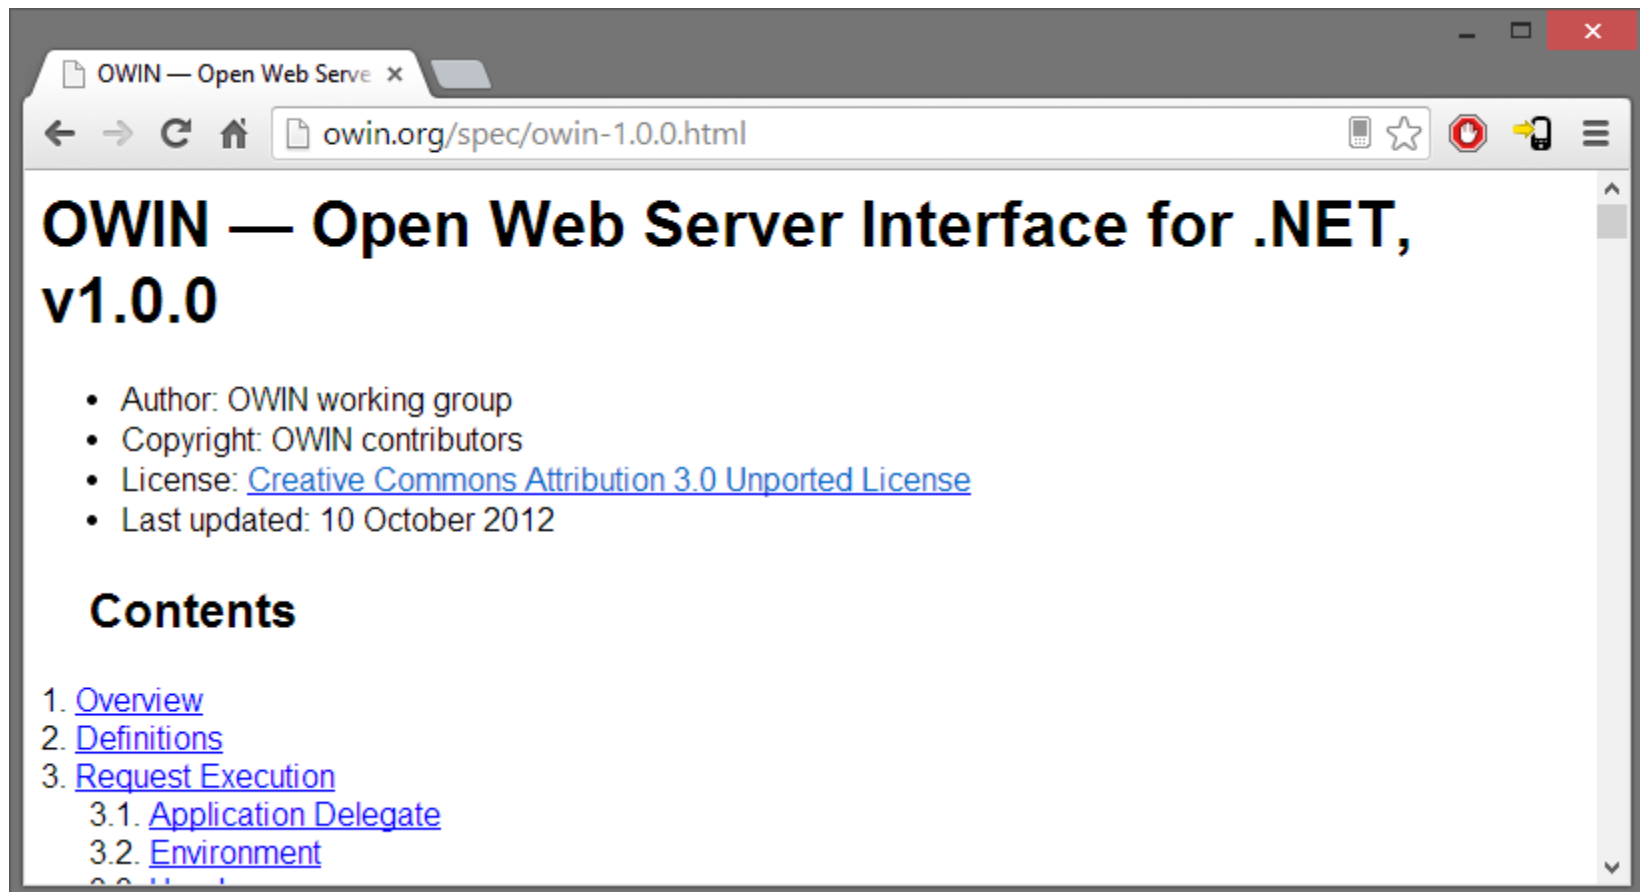 OWIN — Open Web Serve
owin.org/spec/owin-1.0.0.html
OWIN — Open Web Server Interface for .NET,
v1.0.0
• Author: OWIN working group
• Copyright: OWIN contributors
• License: Creative Commons Attribution 3.0 Unported License
• Last updated: 10 October 2012
Contents
1. Overview
2. Definitions
3. Request Execution
3.1. Application Delegate
3.2. Environment